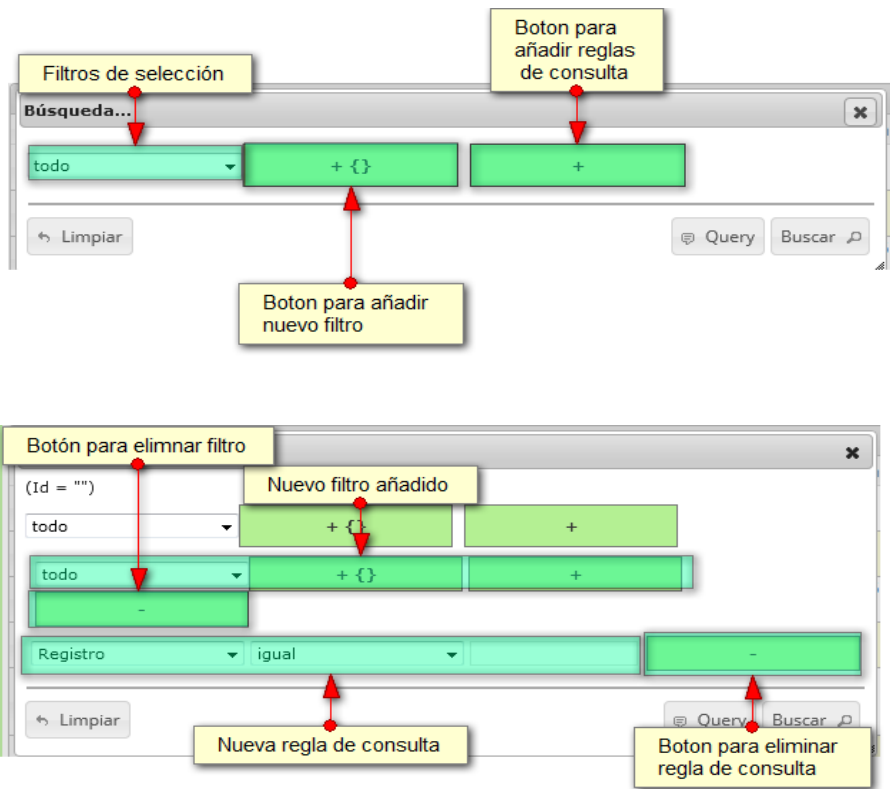 Boton para
añadir reglas
de consulta
Filtros de selección
Búsqueda...
todo + {} +
Limpiar Query Buscar
Boton para añadir
nuevo filtro
Botón para elimnar filtro
(Id = "") Nuevo filtro añadido
todo + {} +
todo + {} +
-
Registro igual -
Limpiar Query Buscar
Nueva regla de consulta
Boton para eliminar
regla de consulta